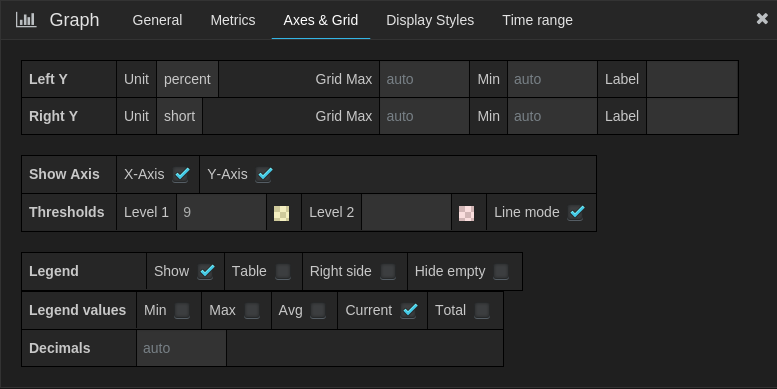 Graph General Metrics Axes & Grid Display Styles Time range
Left Y Unit percent Grid Max auto Min auto Label
Right Y Unit short Grid Max auto Min auto Label
Show Axis X-Axis Y-Axis
Thresholds Level 1 9 Level 2 Line mode
Legend Show Table Right side Hide empty
Legend values Min Max Avg Current Total
Decimals auto